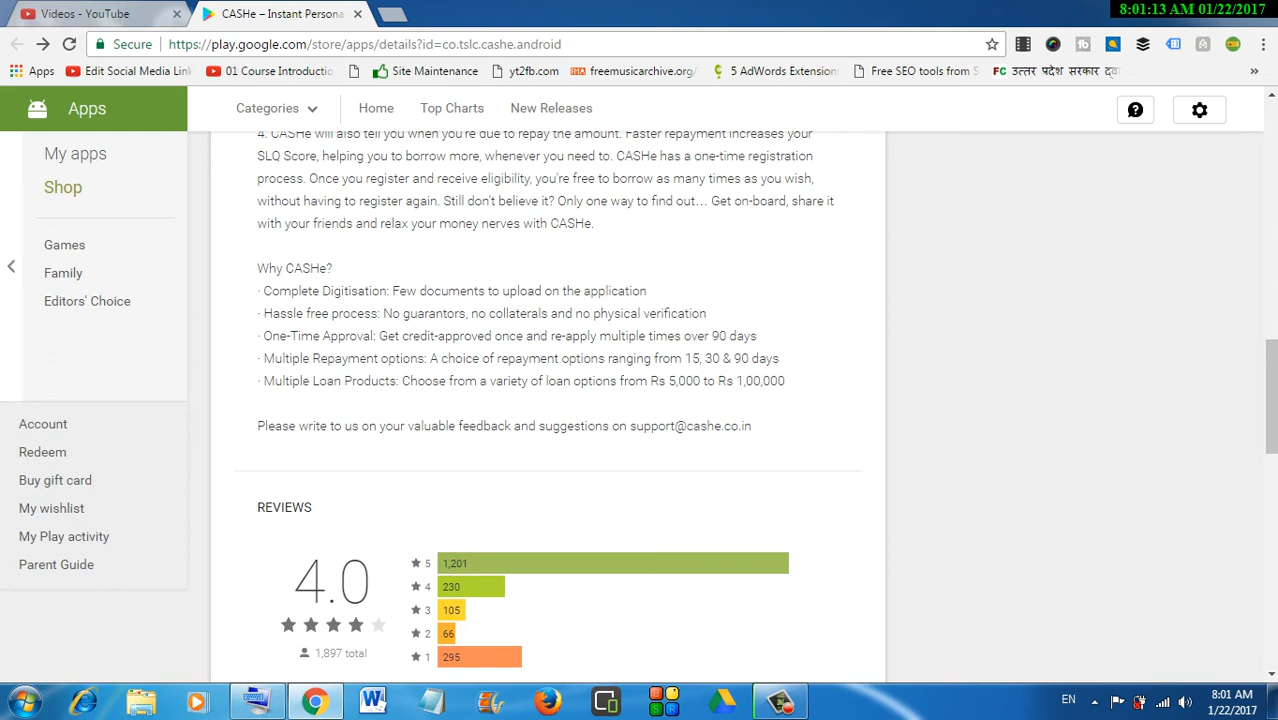 8:01:13 AM 01/22/2017
Videos - YouTube
CASHe – Instant Persona
Secure
https://play.google.com/store/apps/details?id=co.tslc.cashe.android
Apps
Edit Social Media Link
01 Course Introductio
Site Maintenance
yt2fb.com
freemusicarchive.org/
5 AdWords Extension
Free SEO tools from S
FC उत्तर प्रदेश सरकार द्वा
»
Apps
Categories
Home
Top Charts
New Releases
My apps
Shop
Games
Family
Editors' Choice
Account
Redeem
Buy gift card
My wishlist
My Play activity
Parent Guide
4. CASHe will also tell you when you're due to repay the amount. Faster repayment increases your
SLQ Score, helping you to borrow more, whenever you need to. CASHe has a one-time registration
process. Once you register and receive eligibility, you're free to borrow as many times as you wish,
without having to register again. Still don't believe it? Only one way to find out… Get on-board, share it
with your friends and relax your money nerves with CASHe.
Why CASHe?
· Complete Digitisation: Few documents to upload on the application
· Hassle free process: No guarantors, no collaterals and no physical verification
· One-Time Approval: Get credit-approved once and re-apply multiple times over 90 days
· Multiple Repayment options: A choice of repayment options ranging from 15, 30 & 90 days
· Multiple Loan Products: Choose from a variety of loan options from Rs 5,000 to Rs 1,00,000
Please write to us on your valuable feedback and suggestions on support@cashe.co.in
REVIEWS
4.0
1,897 total
5 1,201
4 230
3 105
2 66
1 295
EN
8:01 AM
1/22/2017